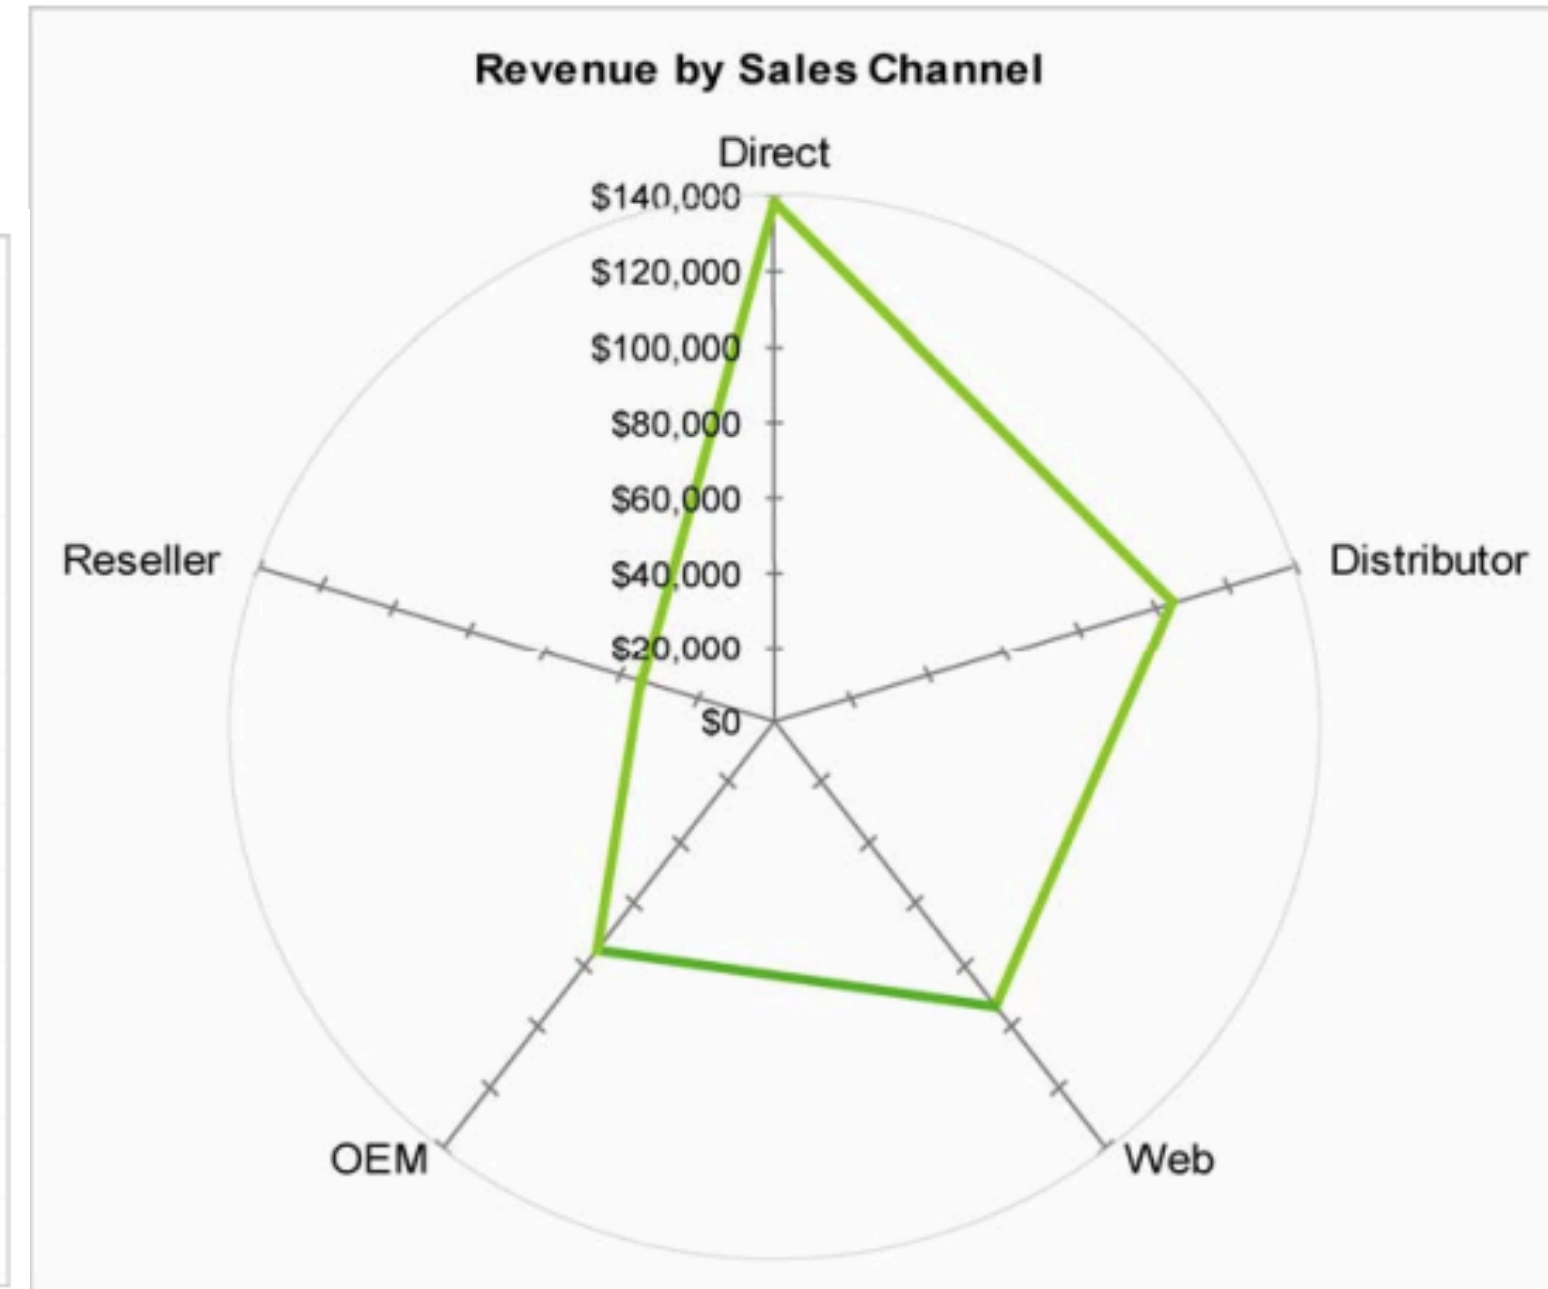 Revenue by Sales Channel
Direct
$140,000
$120,000
$100,000
$80,000
$60,000
Reseller
Distributor
$40,000
$20,000
$0
OEM
Web